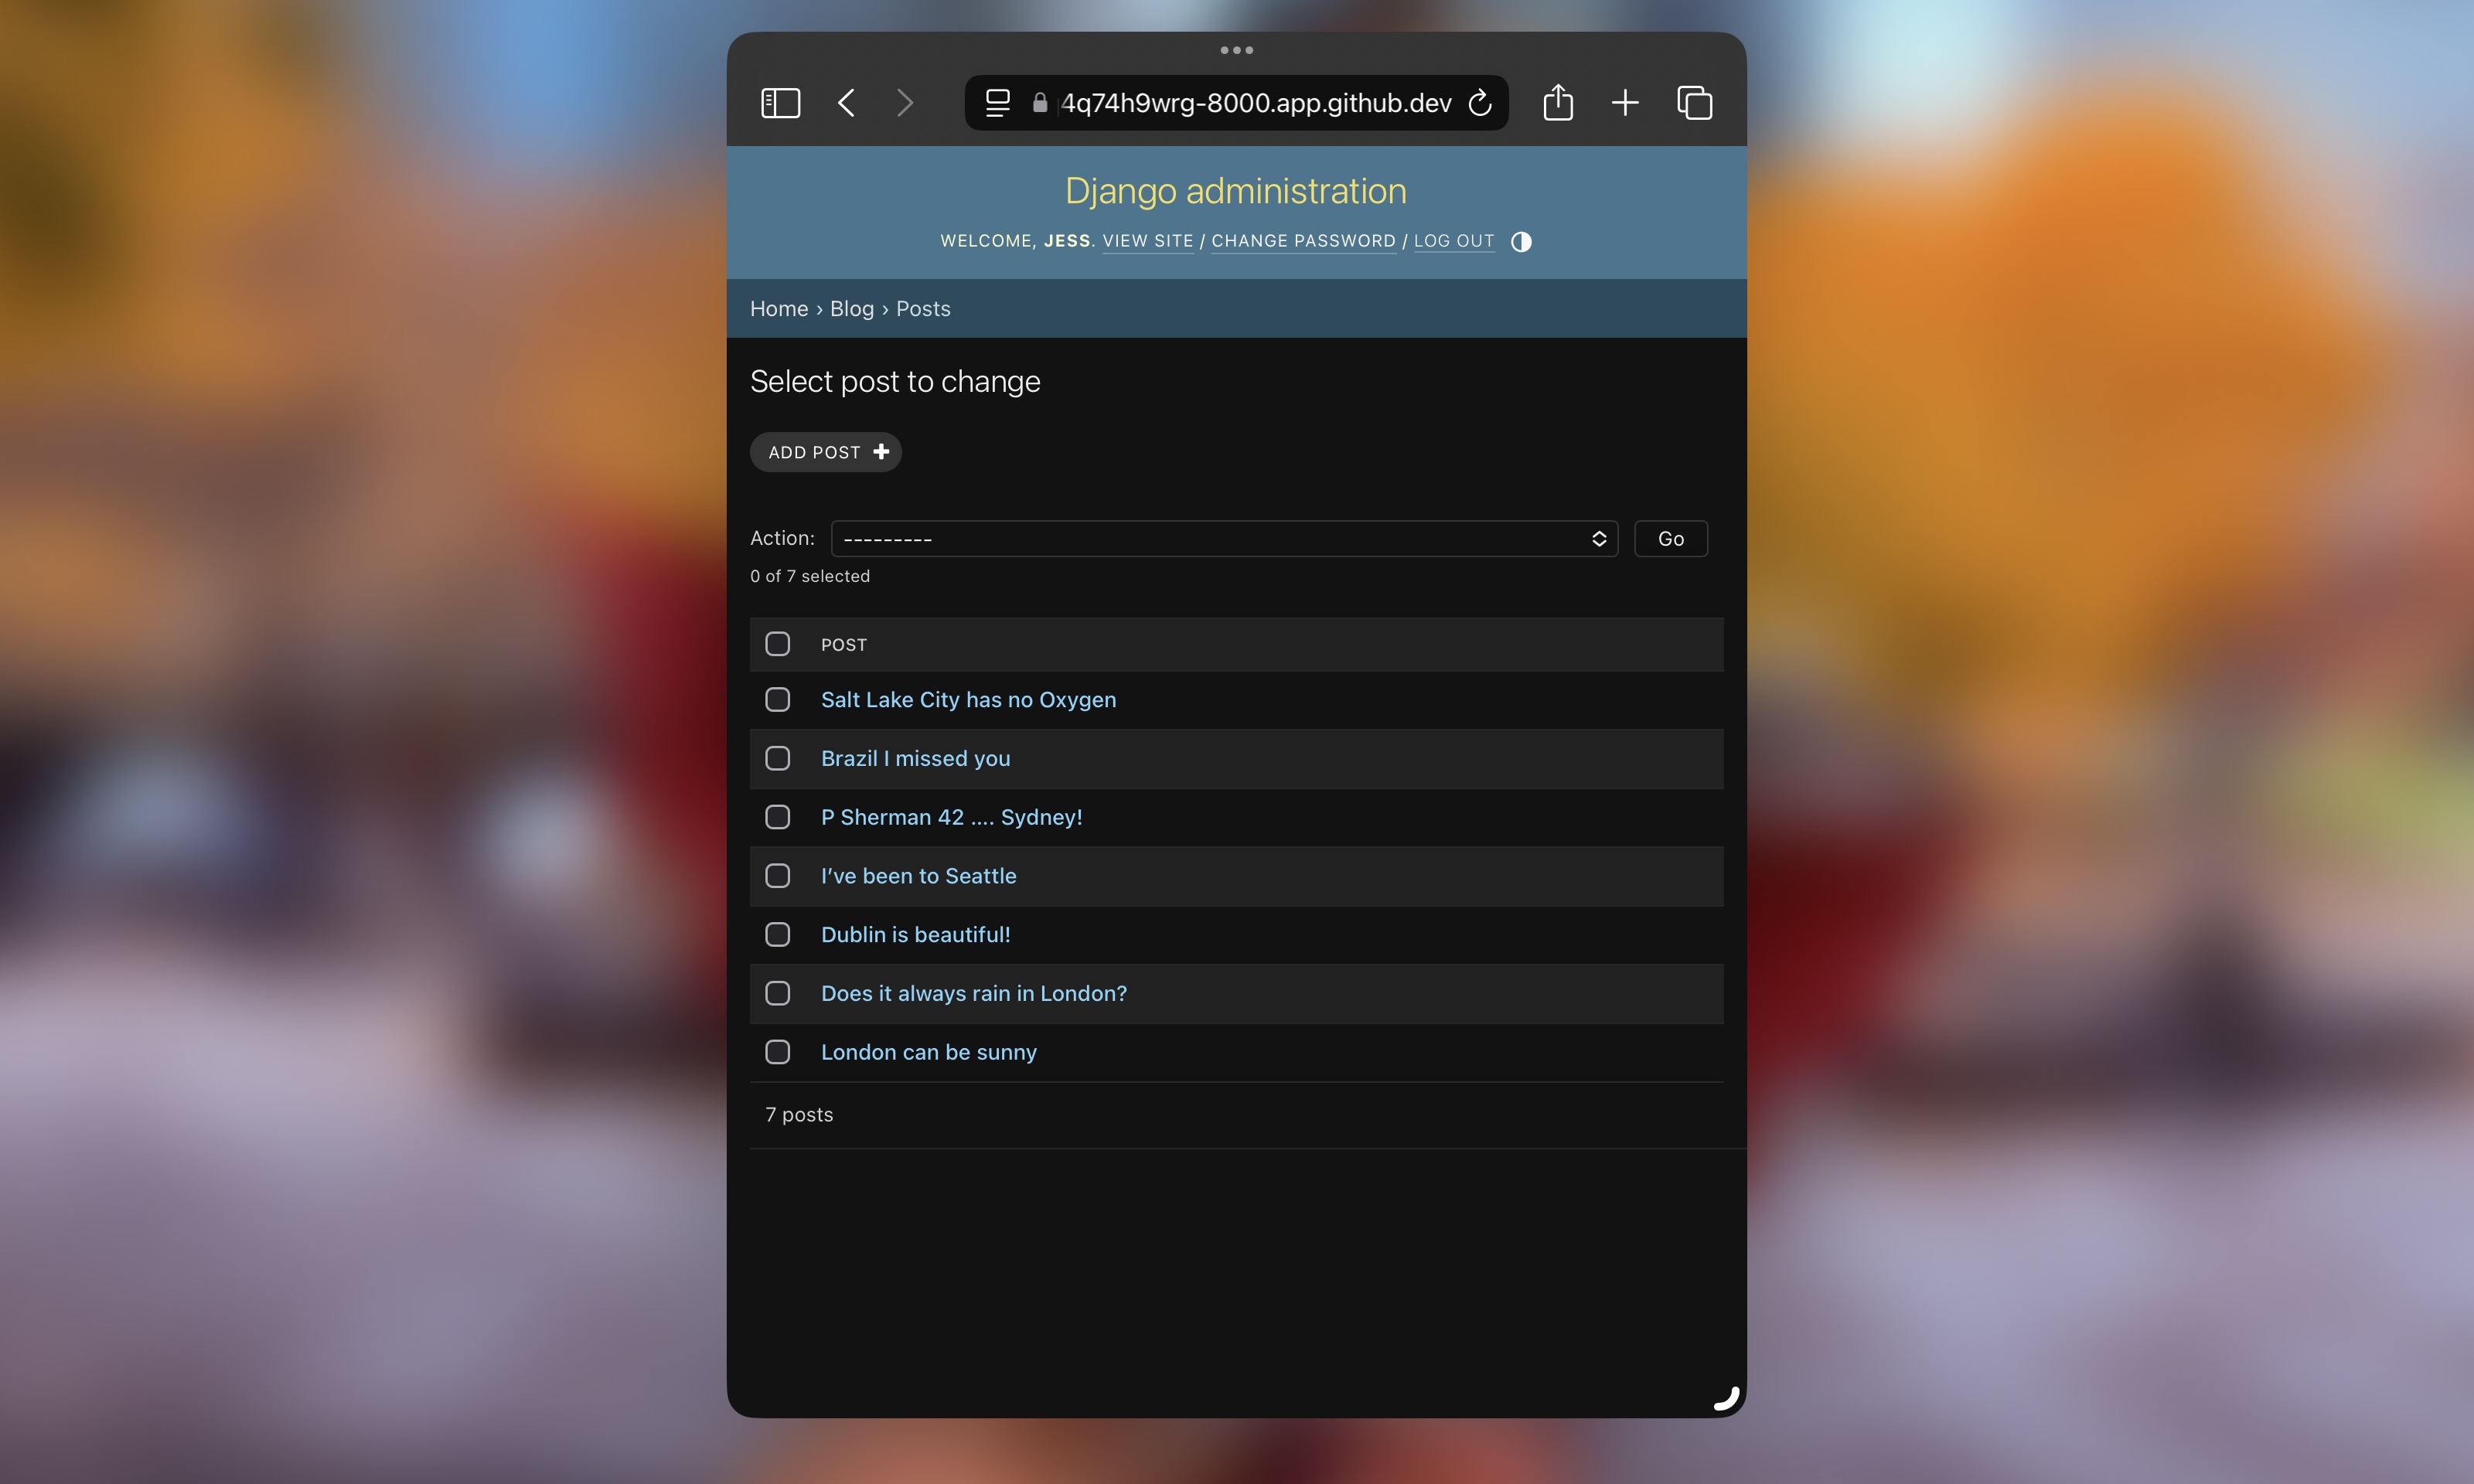 4q74h9wrg-8000.app.github.dev
Django administration
WELCOME, JESS. VIEW SITE / CHANGE PASSWORD / LOG OUT
Home › Blog › Posts
Select post to change
ADD POST
Action: --------- Go
0 of 7 selected
POST
Salt Lake City has no Oxygen
Brazil I missed you
P Sherman 42 .... Sydney!
I’ve been to Seattle
Dublin is beautiful!
Does it always rain in London?
London can be sunny
7 posts